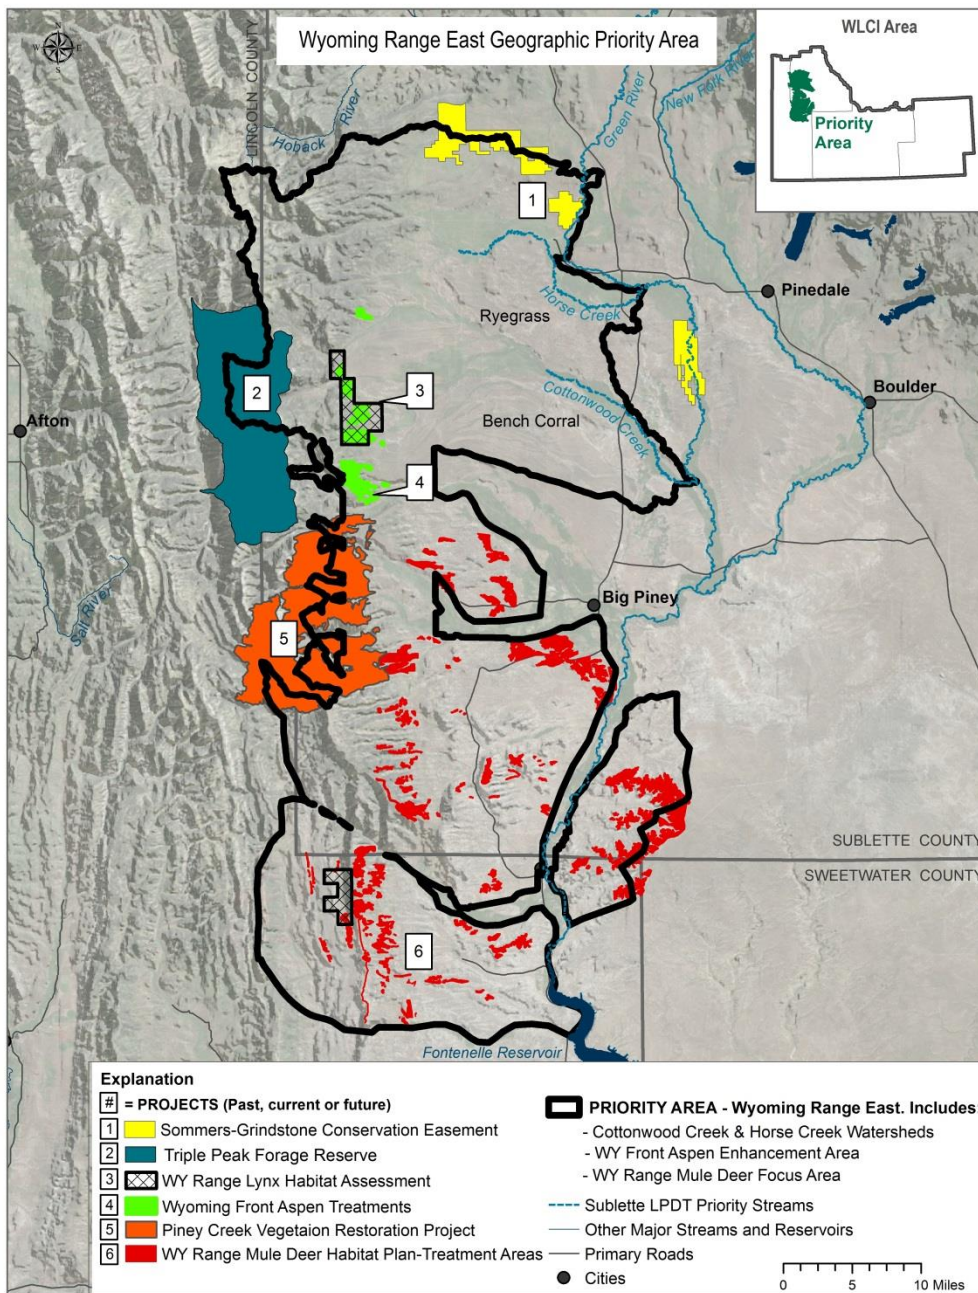 Wyoming Range East Geographic Priority Area
WLCI Area
Priority
Area
N
W
E
S
LINCOLN COUNTY
Hoback River
Green River
New Fork River
1
Pinedale
Horse Creek
Ryegrass
2
3
Boulder
Cottonwood Creek
Bench Corral
Afton
4
Salt River
Big Piney
5
SUBLETTE COUNTY
SWEETWATER COUNTY
6
Fontenelle Reservoir
Explanation
# = PROJECTS (Past, current or future)
1 Sommers-Grindstone Conservation Easement
2 Triple Peak Forage Reserve
3 WY Range Lynx Habitat Assessment
4 Wyoming Front Aspen Treatments
5 Piney Creek Vegetaion Restoration Project
6 WY Range Mule Deer Habitat Plan-Treatment Areas
PRIORITY AREA - Wyoming Range East. Includes:
- Cottonwood Creek & Horse Creek Watersheds
- WY Front Aspen Enhancement Area
- WY Range Mule Deer Focus Area
Sublette LPDT Priority Streams
Other Major Streams and Reservoirs
Primary Roads
Cities
0 5 10 Miles